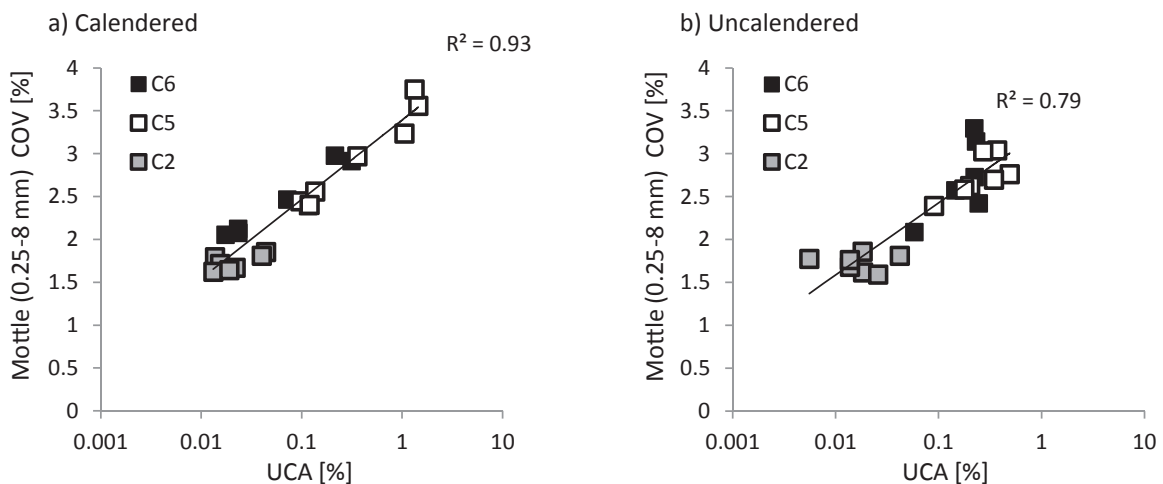 a) Calendered
R² = 0.93
Mottle (0.25-8 mm) COV [%]
4
3.5
3
2.5
2
1.5
1
0.5
0
C6
C5
C2
0.001
0.01
0.1
1
10
UCA [%]
b) Uncalendered
R² = 0.79
Mottle (0.25-8 mm) COV [%]
4
3.5
3
2.5
2
1.5
1
0.5
0
C6
C5
C2
0.001
0.01
0.1
1
10
UCA [%]